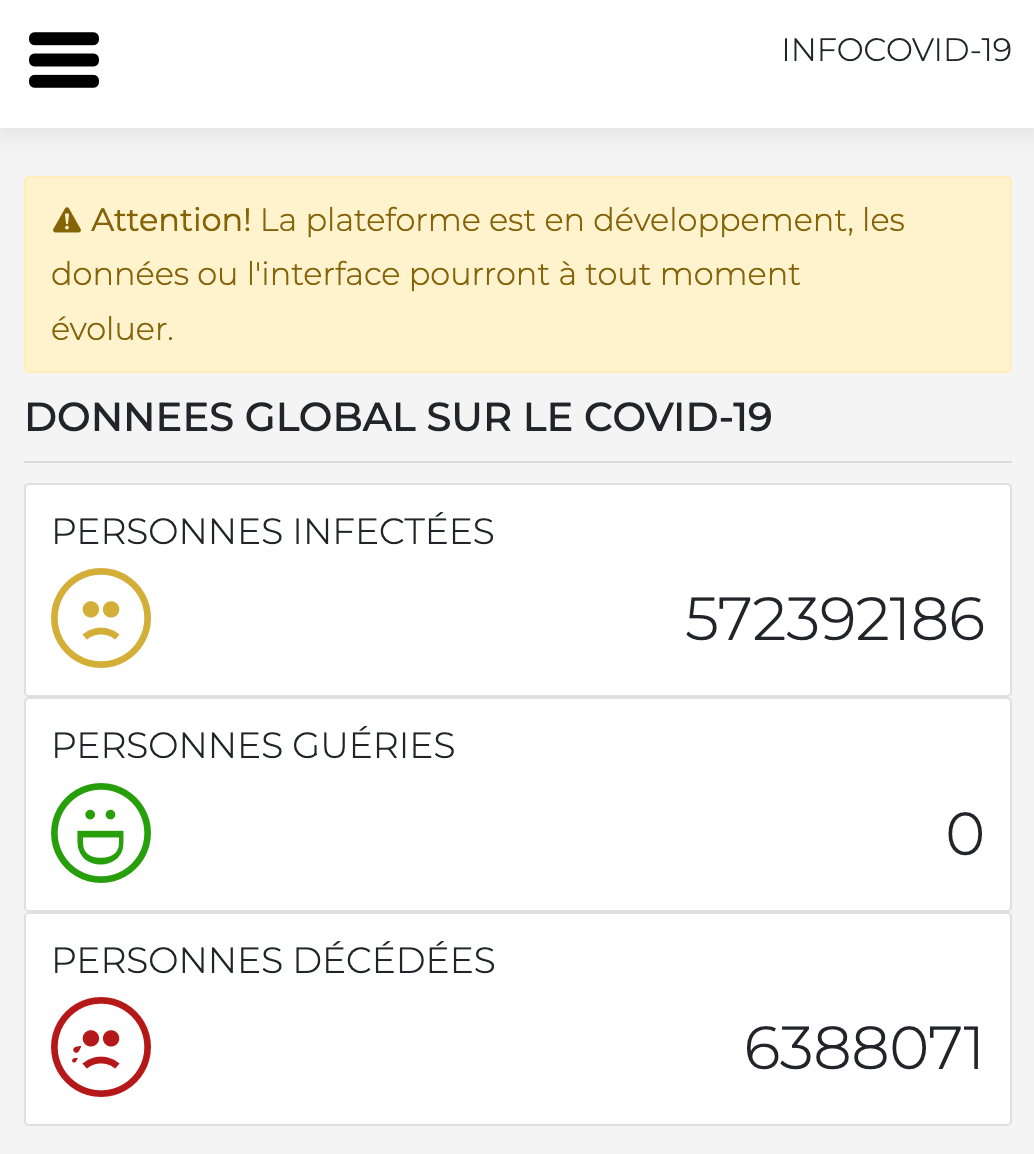 INFOCOVID-19
Attention! La plateforme est en développement, les
données ou l'interface pourront à tout moment
évoluer.
DONNEES GLOBAL SUR LE COVID-19
PERSONNES INFECTÉES
572392186
PERSONNES GUÉRIES
0
PERSONNES DÉCÉDÉES
6388071